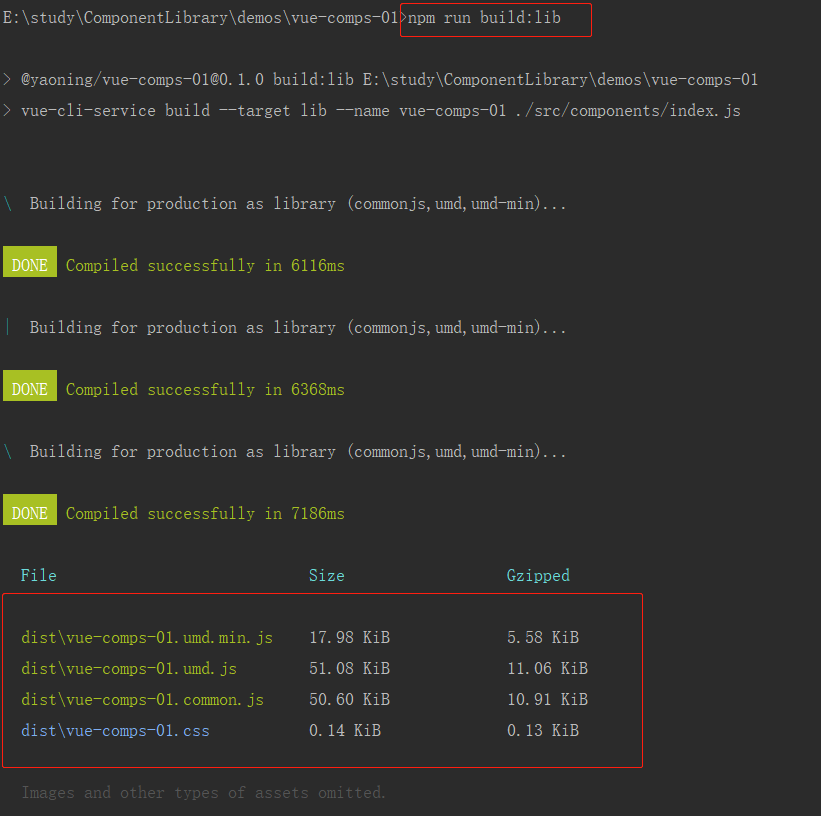 E:\study\ComponentLibrary\demos\vue-comps-01>npm run build:lib
> @yaoning/vue-comps-01@0.1.0 build:lib E:\study\ComponentLibrary\demos\vue-comps-01
> vue-cli-service build --target lib --name vue-comps-01 ./src/components/index.js
\  Building for production as library (commonjs,umd,umd-min)...
DONE  Compiled successfully in 6116ms
|  Building for production as library (commonjs,umd,umd-min)...
DONE  Compiled successfully in 6368ms
\  Building for production as library (commonjs,umd,umd-min)...
DONE  Compiled successfully in 7186ms
File  Size  Gzipped
dist\vue-comps-01.umd.min.js  17.98 KiB  5.58 KiB
dist\vue-comps-01.umd.js  51.08 KiB  11.06 KiB
dist\vue-comps-01.common.js  50.60 KiB  10.91 KiB
dist\vue-comps-01.css  0.14 KiB  0.13 KiB
Images and other types of assets omitted.